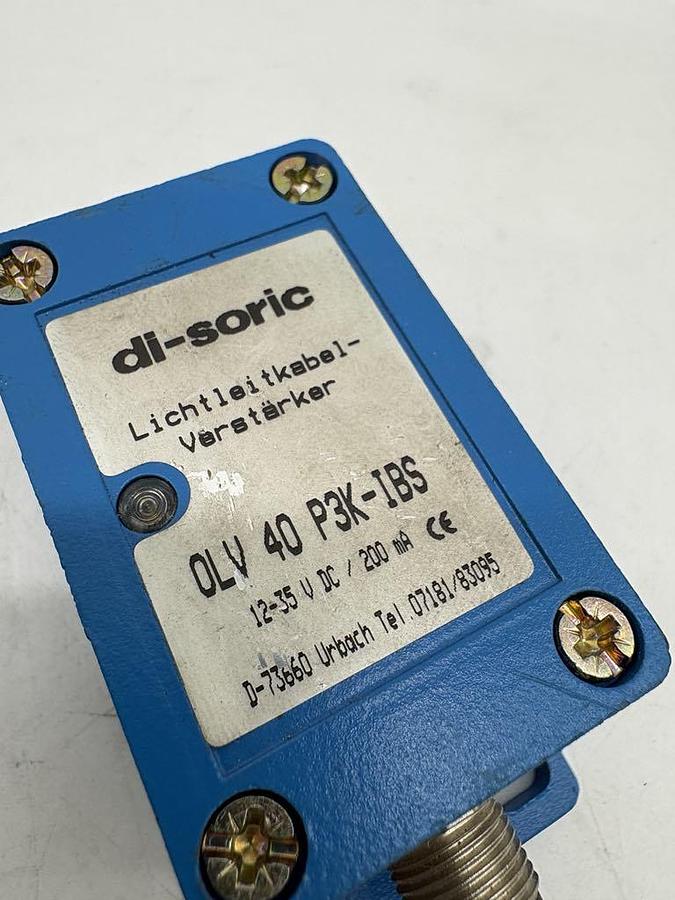 di-soric
Lichtleitkabel-
Verstärker
OLV 40 P3K-IBS
12-35 V DC / 200 mA CE
D-73660 Urbach Tel.07181/83095